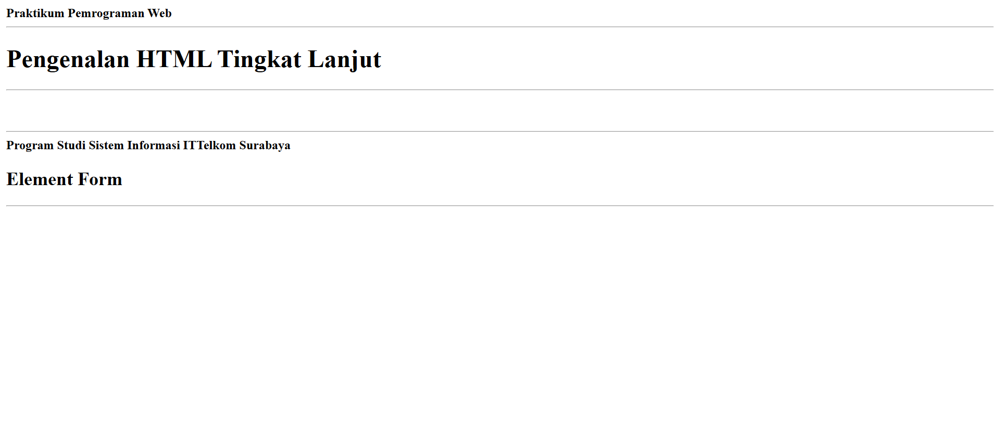 Praktikum Pemrograman Web
Pengenalan HTML Tingkat Lanjut
Program Studi Sistem Informasi ITTelkom Surabaya
Element Form